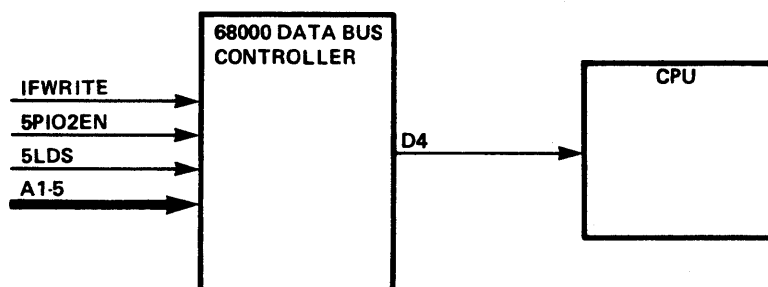 68000 DATA BUS
CONTROLLER
CPU
IFWRITE
5PIO2EN
5LDS
A1-5
D4